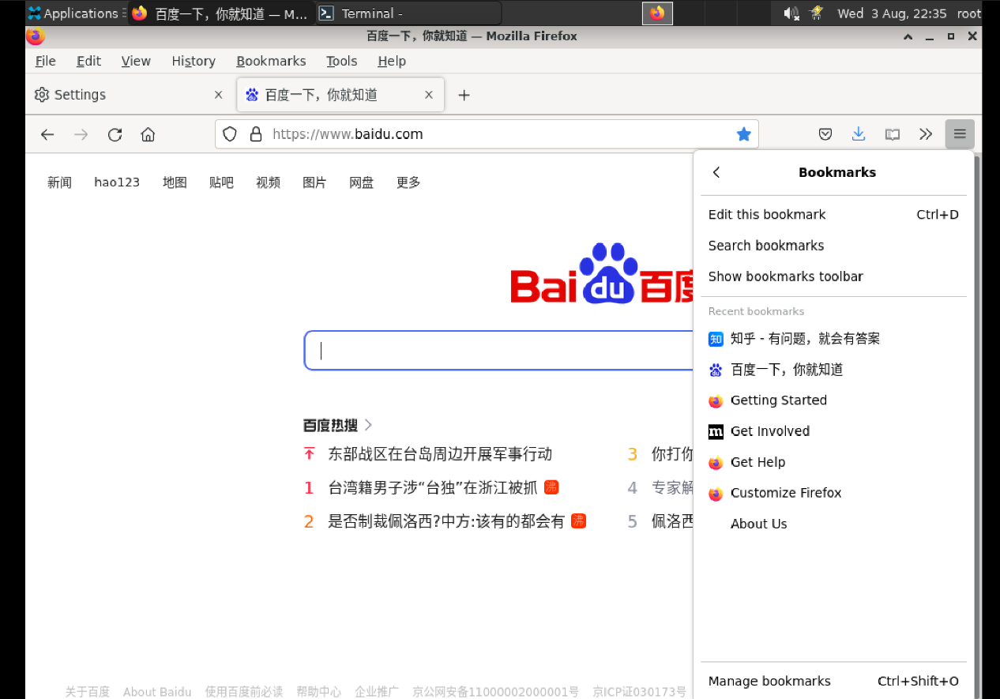 Applications
百度一下，你就知道 — M...
Terminal -
Wed 3 Aug, 22:35 root
百度一下，你就知道 — Mozilla Firefox
File Edit View History Bookmarks Tools Help
Settings
百度一下，你就知道
https://www.baidu.com
新闻 hao123 地图 贴吧 视频 图片 网盘 更多
Bai du 百度
百度热搜
东部战区在台岛周边开展军事行动
1 台湾籍男子涉“台独”在浙江被抓 沸
2 是否制裁佩洛西?中方:该有的都会有 沸
3 你打你
4 专家解
5 佩洛西
关于百度 About Baidu 使用百度前必读 帮助中心 企业推广 京公网安备11000002000001号 京ICP证030173号
Bookmarks
Edit this bookmark Ctrl+D
Search bookmarks
Show bookmarks toolbar
Recent bookmarks
知 知乎 - 有问题，就会有答案
百度一下，你就知道
Getting Started
m Get Involved
Get Help
Customize Firefox
About Us
Manage bookmarks Ctrl+Shift+O